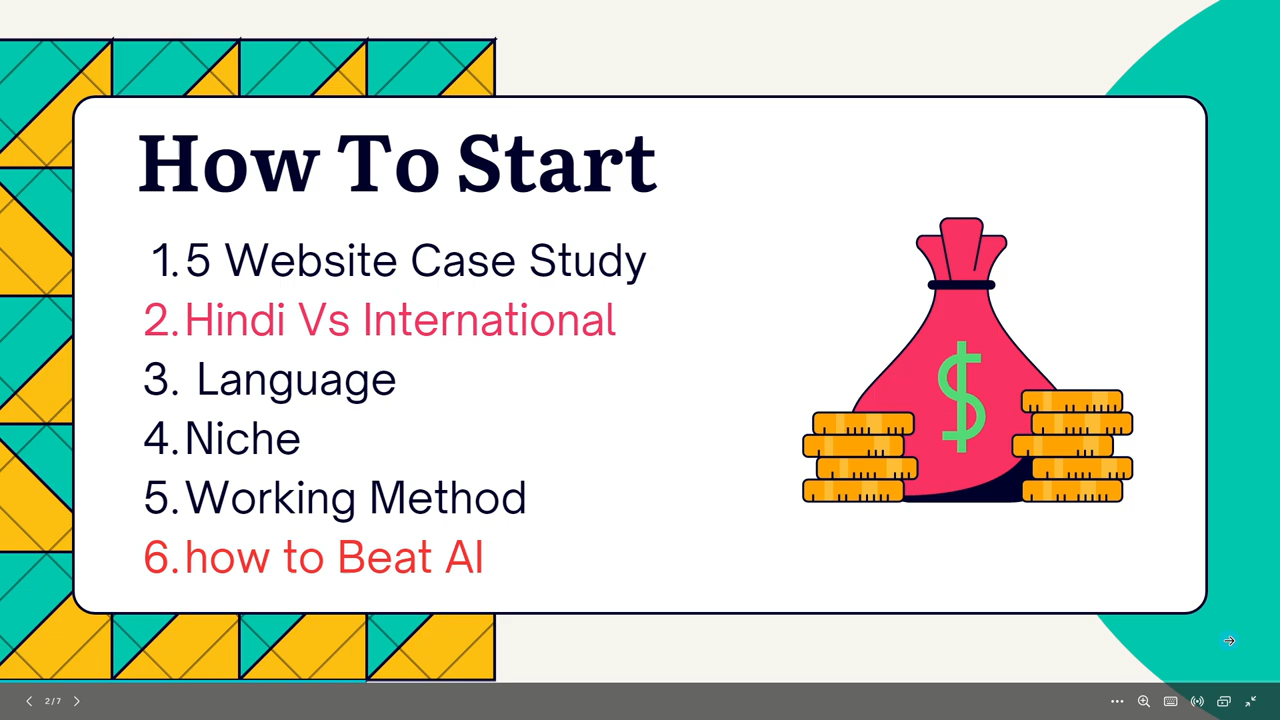 How To Start
1. 5 Website Case Study
2. Hindi Vs International
3. Language
4. Niche
5. Working Method
6. how to Beat AI
$
2/7